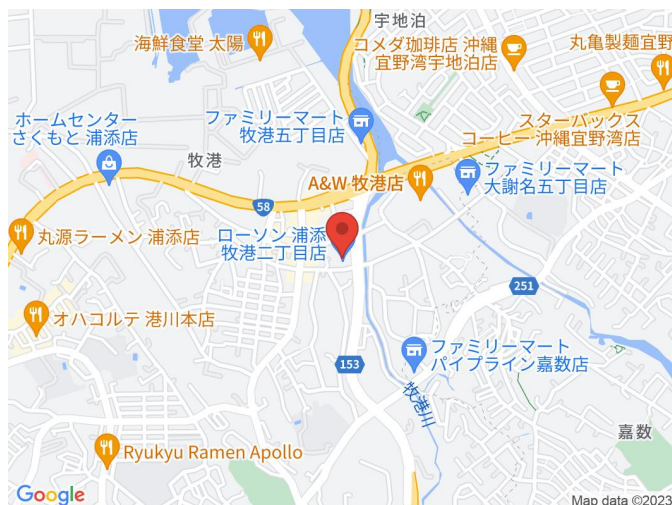 宇地泊
海鮮食堂 太陽
コメダ珈琲店 沖縄
宜野湾宇地泊店
丸亀製麺宜野
ホームセンター
さくもと 浦添店
ファミリーマート
牧港五丁目店
スターバックス
コーヒー 沖縄宜野湾店
牧港
A&W 牧港店
ファミリーマート
大謝名五丁目店
58
丸源ラーメン 浦添店
ローソン 浦添
牧港二丁目店
251
オハコルテ 港川本店
153
ファミリーマート
パイプライン嘉数店
牧港川
嘉数
Ryukyu Ramen Apollo
Google
Map data ©2023